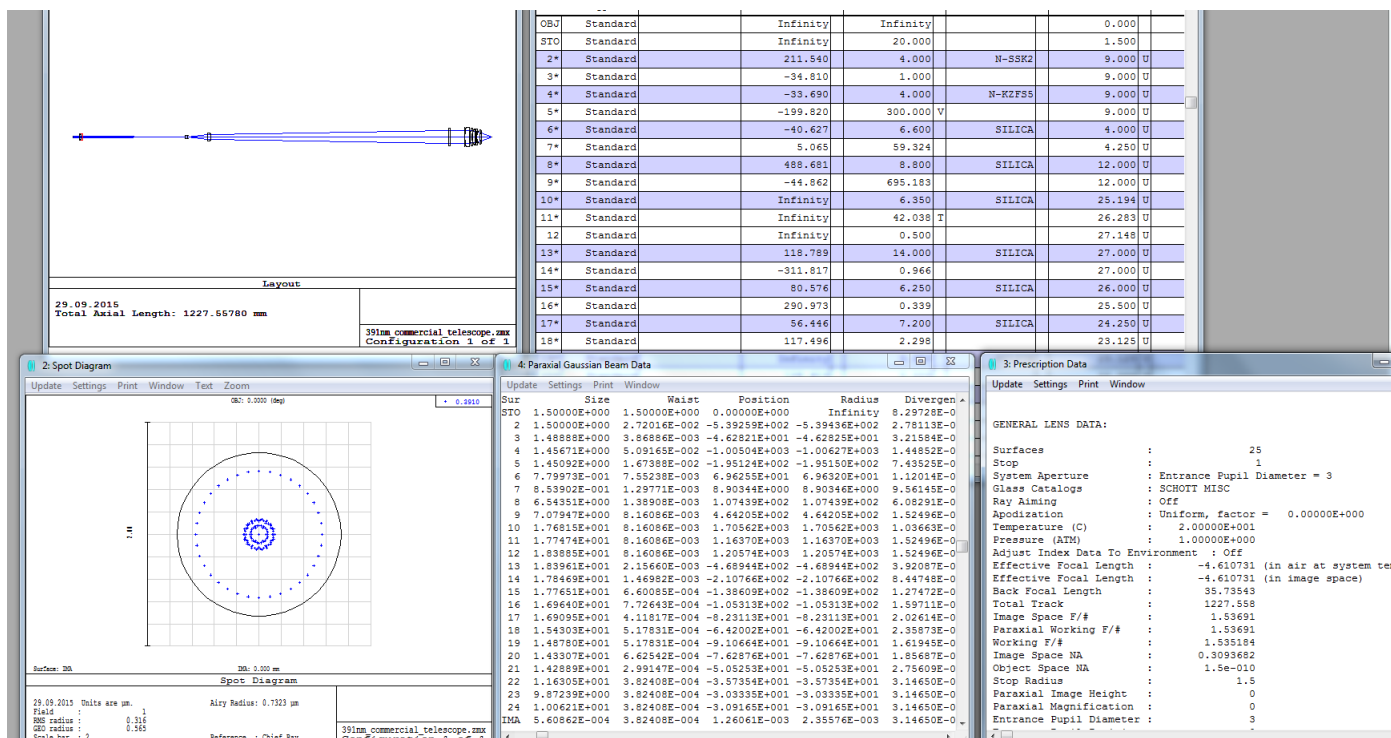 OBJ Standard Infinity Infinity 0.000
STO Standard Infinity 20.000 1.500
2* Standard 211.540 4.000 N-SSK2 9.000 U
3* Standard -34.810 1.000 9.000 U
4* Standard -33.690 4.000 N-KZFS5 9.000 U
5* Standard -199.820 300.000 V 9.000 U
6* Standard -40.627 6.600 SILICA 4.000 U
7* Standard 5.065 59.324 4.250 U
8* Standard 488.681 8.800 SILICA 12.000 U
9* Standard -44.862 695.183 12.000 U
10* Standard Infinity 6.350 SILICA 25.194 U
11* Standard Infinity 42.038 T 26.283 U
12 Standard Infinity 0.500 27.148 U
13* Standard 118.789 14.000 SILICA 27.000 U
14* Standard -311.817 0.966 27.000 U
15* Standard 80.576 6.250 SILICA 26.000 U
16* Standard 290.973 0.339 25.500 U
17* Standard 56.446 7.200 SILICA 24.250 U
18* Standard 117.496 2.298 23.125 U
Layout
29.09.2015
Total Axial Length: 1227.55780 mm
391nm_commercial_telescope.zmx
Configuration 1 of 1
2: Spot Diagram
Update Settings Print Window Text Zoom
OBJ: 0.0000 (deg)
+ 0.3910
2.00
Surface: IMA
IMA: 0.000 mm
Spot Diagram
29.09.2015 Units are µm. Airy Radius: 0.7323 µm
Field : 1
RMS radius : 0.316
GEO radius : 0.565
Scale bar : 2 Reference : Chief Ray
391nm_commercial_telescope.zmx
4: Paraxial Gaussian Beam Data
Update Settings Print Window
Sur Size Waist Position Radius Divergen
STO 1.50000E+000 1.50000E+000 0.00000E+000 Infinity 8.29728E-0
2 1.50000E+000 2.72016E-002 -5.39259E+002 -5.39436E+002 2.78113E-0
3 1.48888E+000 3.86886E-003 -4.62821E+001 -4.62825E+001 3.21584E-0
4 1.45671E+000 5.09165E-002 -1.00504E+003 -1.00627E+003 1.44852E-0
5 1.45092E+000 1.67388E-002 -1.95124E+002 -1.95150E+002 7.43525E-0
6 7.79973E-001 7.55238E-003 6.96255E+001 6.96320E+001 1.12014E-0
7 8.53902E-001 1.29771E-003 8.90344E+000 8.90346E+000 9.56145E-0
8 6.54351E+000 1.38908E-003 1.07439E+002 1.07439E+002 6.08291E-0
9 7.07947E+000 8.16086E-003 4.64205E+002 4.64205E+002 1.52496E-0
10 1.76815E+001 8.16086E-003 1.70562E+003 1.70562E+003 1.03663E-0
11 1.77474E+001 8.16086E-003 1.16370E+003 1.16370E+003 1.52496E-0
12 1.83885E+001 8.16086E-003 1.20574E+003 1.20574E+003 1.52496E-0
13 1.83961E+001 2.15660E-003 -4.68944E+002 -4.68944E+002 3.92087E-0
14 1.78469E+001 1.46982E-003 -2.10766E+002 -2.10766E+002 8.44748E-0
15 1.77651E+001 6.60085E-004 -1.38609E+002 -1.38609E+002 1.27472E-0
16 1.69640E+001 7.72643E-004 -1.05313E+002 -1.05313E+002 1.59711E-0
17 1.69095E+001 4.11817E-004 -8.23113E+001 -8.23113E+001 2.02614E-0
18 1.54303E+001 5.17831E-004 -6.42002E+001 -6.42002E+001 2.35873E-0
19 1.48780E+001 5.17831E-004 -9.10664E+001 -9.10664E+001 1.61945E-0
20 1.43307E+001 6.62542E-004 -7.62876E+001 -7.62876E+001 1.85687E-0
21 1.42889E+001 2.99147E-004 -5.05253E+001 -5.05253E+001 2.75609E-0
22 1.16305E+001 3.82408E-004 -3.57354E+001 -3.57354E+001 3.14650E-0
23 9.87239E+000 3.82408E-004 -3.03335E+001 -3.03335E+001 3.14650E-0
24 1.00621E+001 3.82408E-004 -3.09165E+001 -3.09165E+001 3.14650E-0
IMA 5.60862E-004 3.82408E-004 1.26061E-003 2.35576E-003 3.14650E-0
3: Prescription Data
Update Settings Print Window
GENERAL LENS DATA:
Surfaces : 25
Stop : 1
System Aperture : Entrance Pupil Diameter = 3
Glass Catalogs : SCHOTT MISC
Ray Aiming : Off
Apodization : Uniform, factor = 0.00000E+000
Temperature (C) : 2.00000E+001
Pressure (ATM) : 1.00000E+000
Adjust Index Data To Environment : Off
Effective Focal Length : -4.610731 (in air at system te
Effective Focal Length : -4.610731 (in image space)
Back Focal Length : 35.73543
Total Track : 1227.558
Image Space F/# : 1.53691
Paraxial Working F/# : 1.53691
Working F/# : 1.535184
Image Space NA : 0.3093682
Object Space NA : 1.5e-010
Stop Radius : 1.5
Paraxial Image Height : 0
Paraxial Magnification : 0
Entrance Pupil Diameter : 3